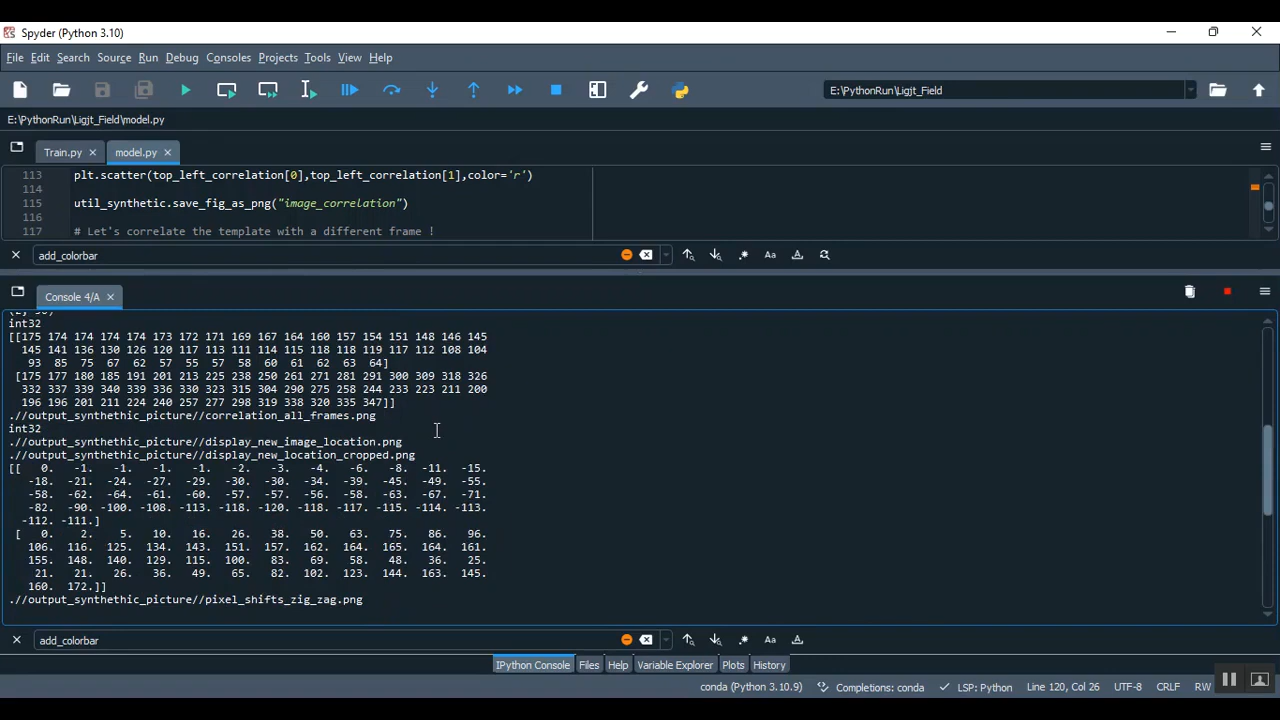 Spyder (Python 3.10)
File Edit Search Source Run Debug Consoles Projects Tools View Help
E:\PythonRun\Ligjt_Field
E:\PythonRun\Ligjt_Field\model.py
Train.py model.py
113 plt.scatter(top_left_correlation[0],top_left_correlation[1],color='r')
114
115 util_synthetic.save_fig_as_png("image_correlation")
116
117 # Let's correlate the template with a different frame !
add_colorbar Aa
Console 4/A
int32
[[175 174 174 174 174 173 172 171 169 167 164 160 157 154 151 148 146 145
145 141 136 130 126 120 117 113 111 114 115 118 118 119 117 112 108 104
93 85 75 67 62 57 55 57 58 60 61 62 63 64]
[175 177 180 185 191 201 213 225 238 250 261 271 281 291 300 309 318 326
332 337 339 340 339 336 330 323 315 304 290 275 258 244 233 223 211 200
196 196 201 211 224 240 257 277 298 319 338 320 335 347]]
.//output_synthethic_picture//correlation_all_frames.png
int32
.//output_synthethic_picture//display_new_image_location.png
.//output_synthethic_picture//display_new_location_cropped.png
[[ 0. -1. -1. -1. -1. -2. -3. -4. -6. -8. -11. -15.
-18. -21. -24. -27. -29. -30. -30. -34. -39. -45. -49. -55.
-58. -62. -64. -61. -60. -57. -57. -56. -58. -63. -67. -71.
-82. -90. -100. -108. -113. -118. -120. -118. -117. -115. -114. -113.
-112. -111.]
[ 0. 2. 5. 10. 16. 26. 38. 50. 63. 75. 86. 96.
106. 116. 125. 134. 143. 151. 157. 162. 164. 165. 164. 161.
155. 148. 140. 129. 115. 100. 83. 69. 58. 48. 36. 25.
21. 21. 26. 36. 49. 65. 82. 102. 123. 144. 163. 145.
160. 172.]]
.//output_synthethic_picture//pixel_shifts_zig_zag.png
add_colorbar Aa
IPython Console Files Help Variable Explorer Plots History
conda (Python 3.10.9) Completions: conda LSP: Python Line 120, Col 26 UTF-8 CRLF RW